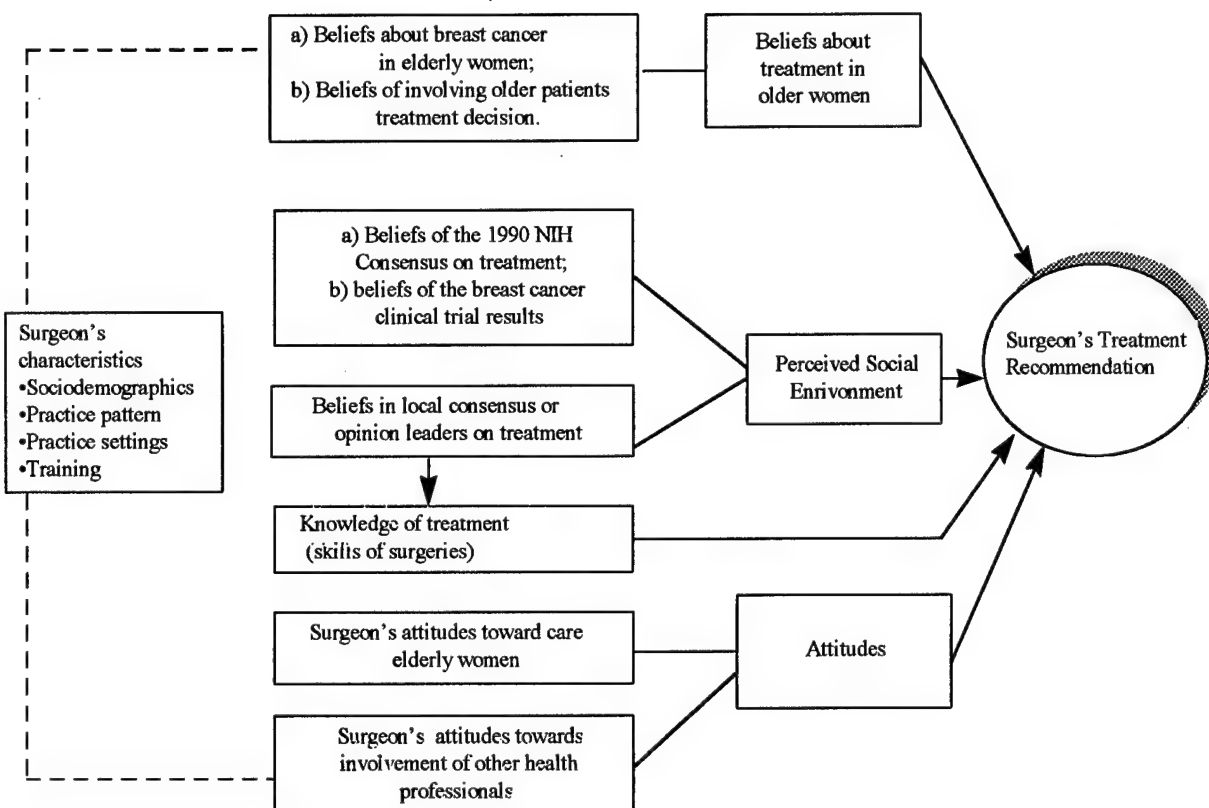 a) Beliefs about breast cancer
in elderly women;
b) Beliefs of involving older patients
treatment decision.
Beliefs about
treatment in
older women
a) Beliefs of the 1990 NIH
Consensus on treatment;
b) beliefs of the breast cancer
clinical trial results
Surgeon's
characteristics
•Sociodemographics
•Practice pattern
•Practice settings
•Training
Beliefs in local consensus or
opinion leaders on treatment
Perceived Social
Enrivonment
Surgeon's Treatment
Recommendation
Knowledge of treatment
(skills of surgeries)
Surgeon's attitudes toward care
elderly women
Attitudes
Surgeon's attitudes towards
involvement of other health
professionals